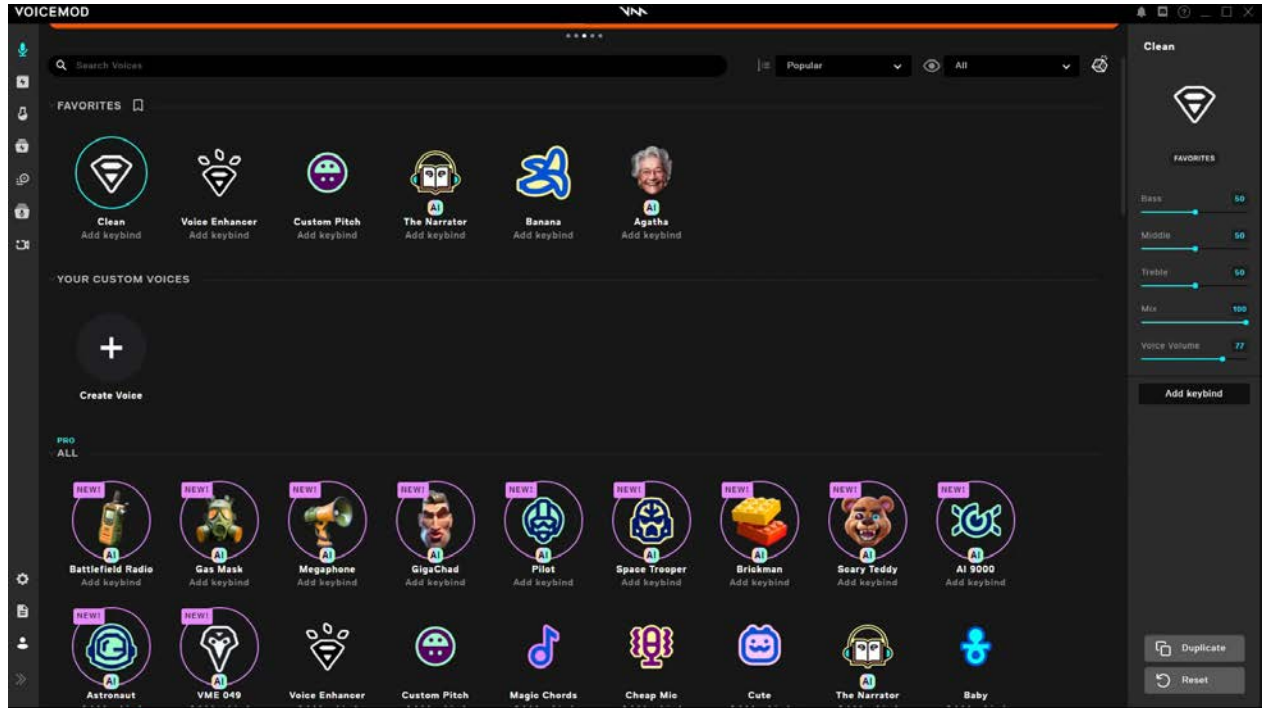 VOICEMOD
Search Voices
Popular
All
FAVORITES
Clean
Add keybind
Voice Enhancer
Add keybind
Custom Pitch
Add keybind
AI
The Narrator
Add keybind
Banana
Add keybind
AI
Agatha
Add keybind
YOUR CUSTOM VOICES
Create Voice
PRO
ALL
NEW!
AI
Battlefield Radio
Add keybind
NEW!
AI
Gas Mask
Add keybind
NEW!
AI
Megaphone
Add keybind
NEW!
AI
GigaChad
Add keybind
NEW!
AI
Pilot
Add keybind
NEW!
AI
Space Trooper
Add keybind
NEW!
AI
Brickman
Add keybind
NEW!
AI
Scary Teddy
Add keybind
NEW!
AI
AI 9000
Add keybind
NEW!
AI
Astronaut
NEW!
AI
VME 049
Voice Enhancer
Custom Pitch
Magic Chords
Cheap Mic
Cute
AI
The Narrator
Baby
Clean
FAVORITES
Bass 50
Middle 50
Treble 50
Mix 100
Voice Volume 77
Add keybind
Duplicate
Reset